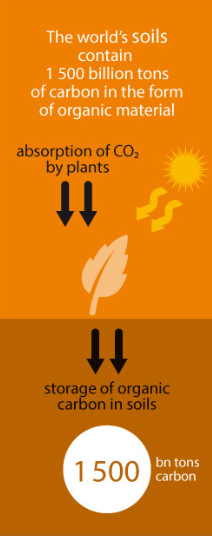 The world's soils
contain
1 500 billion tons
of carbon in the form
of organic material
absorption of CO₂
by plants
storage of organic
carbon in soils
1 500
bn tons
carbon